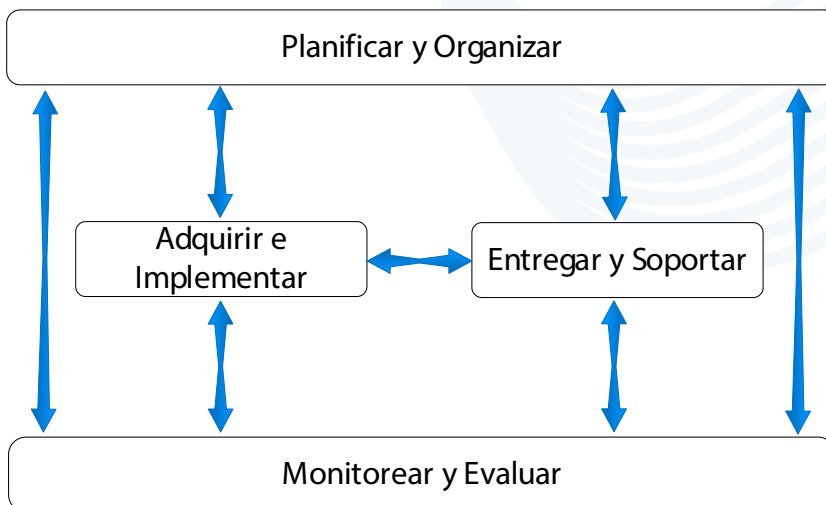 Planificar y Organizar
Adquirir e
Implementar
Entregar y Soportar
Monitorear y Evaluar